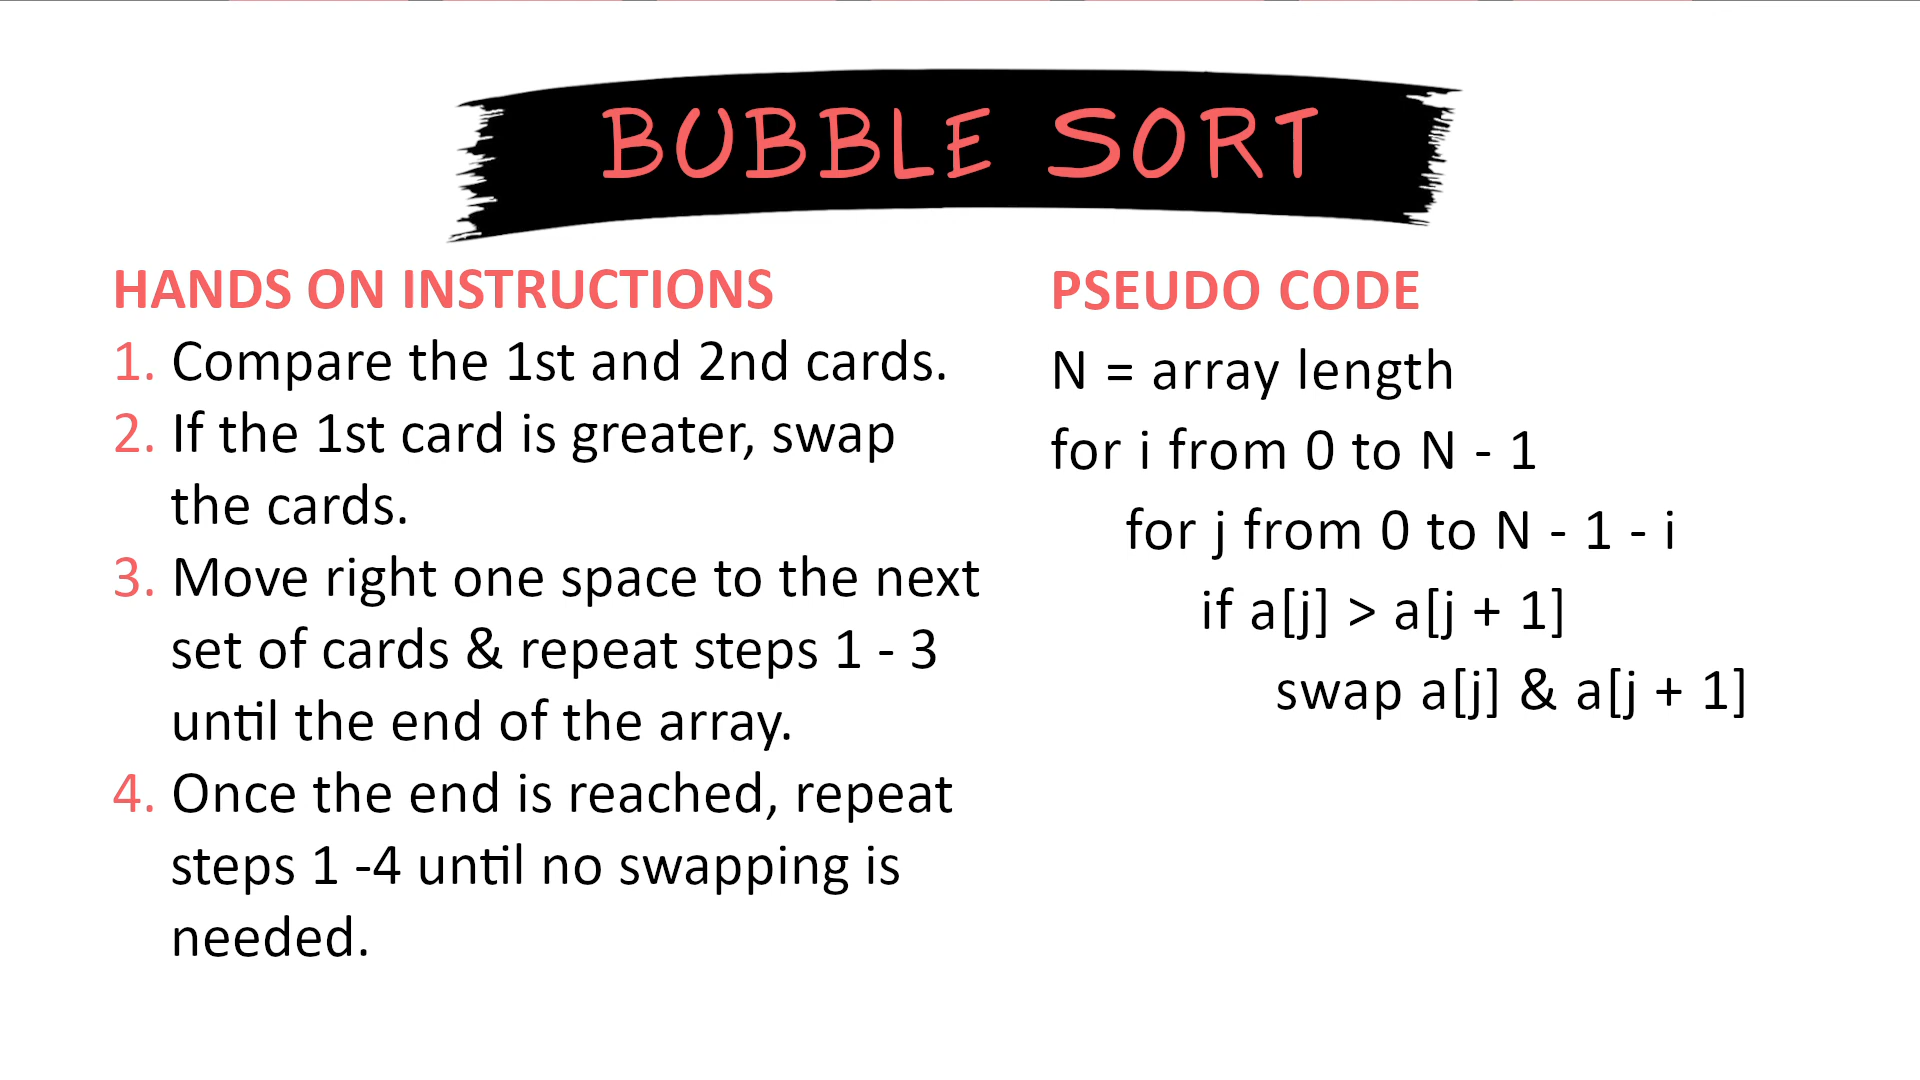 BUBBLE SORT
HANDS ON INSTRUCTIONS
1. Compare the 1st and 2nd cards.
2. If the 1st card is greater, swap
the cards.
3. Move right one space to the next
set of cards & repeat steps 1 - 3
until the end of the array.
4. Once the end is reached, repeat
steps 1 -4 until no swapping is
needed.
PSEUDO CODE
N = array length
for i from 0 to N - 1
for j from 0 to N - 1 - i
if a[j] > a[j + 1]
swap a[j] & a[j + 1]